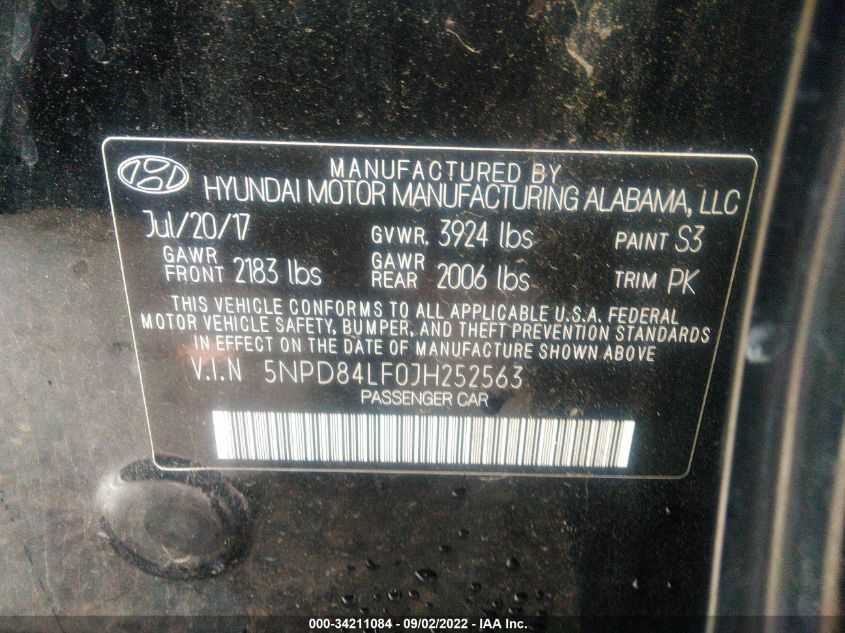 MANUFACTURED BY
HYUNDAI MOTOR MANUFACTURING ALABAMA, LLC
Jul/20/17 GVWR. 3924 lbs PAINT S3
GAWR FRONT 2183 lbs GAWR REAR 2006 lbs TRIM PK
THIS VEHICLE CONFORMS TO ALL APPLICABLE U.S.A. FEDERAL
MOTOR VEHICLE SAFETY, BUMPER, AND THEFT PREVENTION STANDARDS
IN EFFECT ON THE DATE OF MANUFACTURE SHOWN ABOVE
V.I.N 5NPD84LF0JH252563
PASSENGER CAR
000-34211084 - 09/02/2022 - IAA Inc.